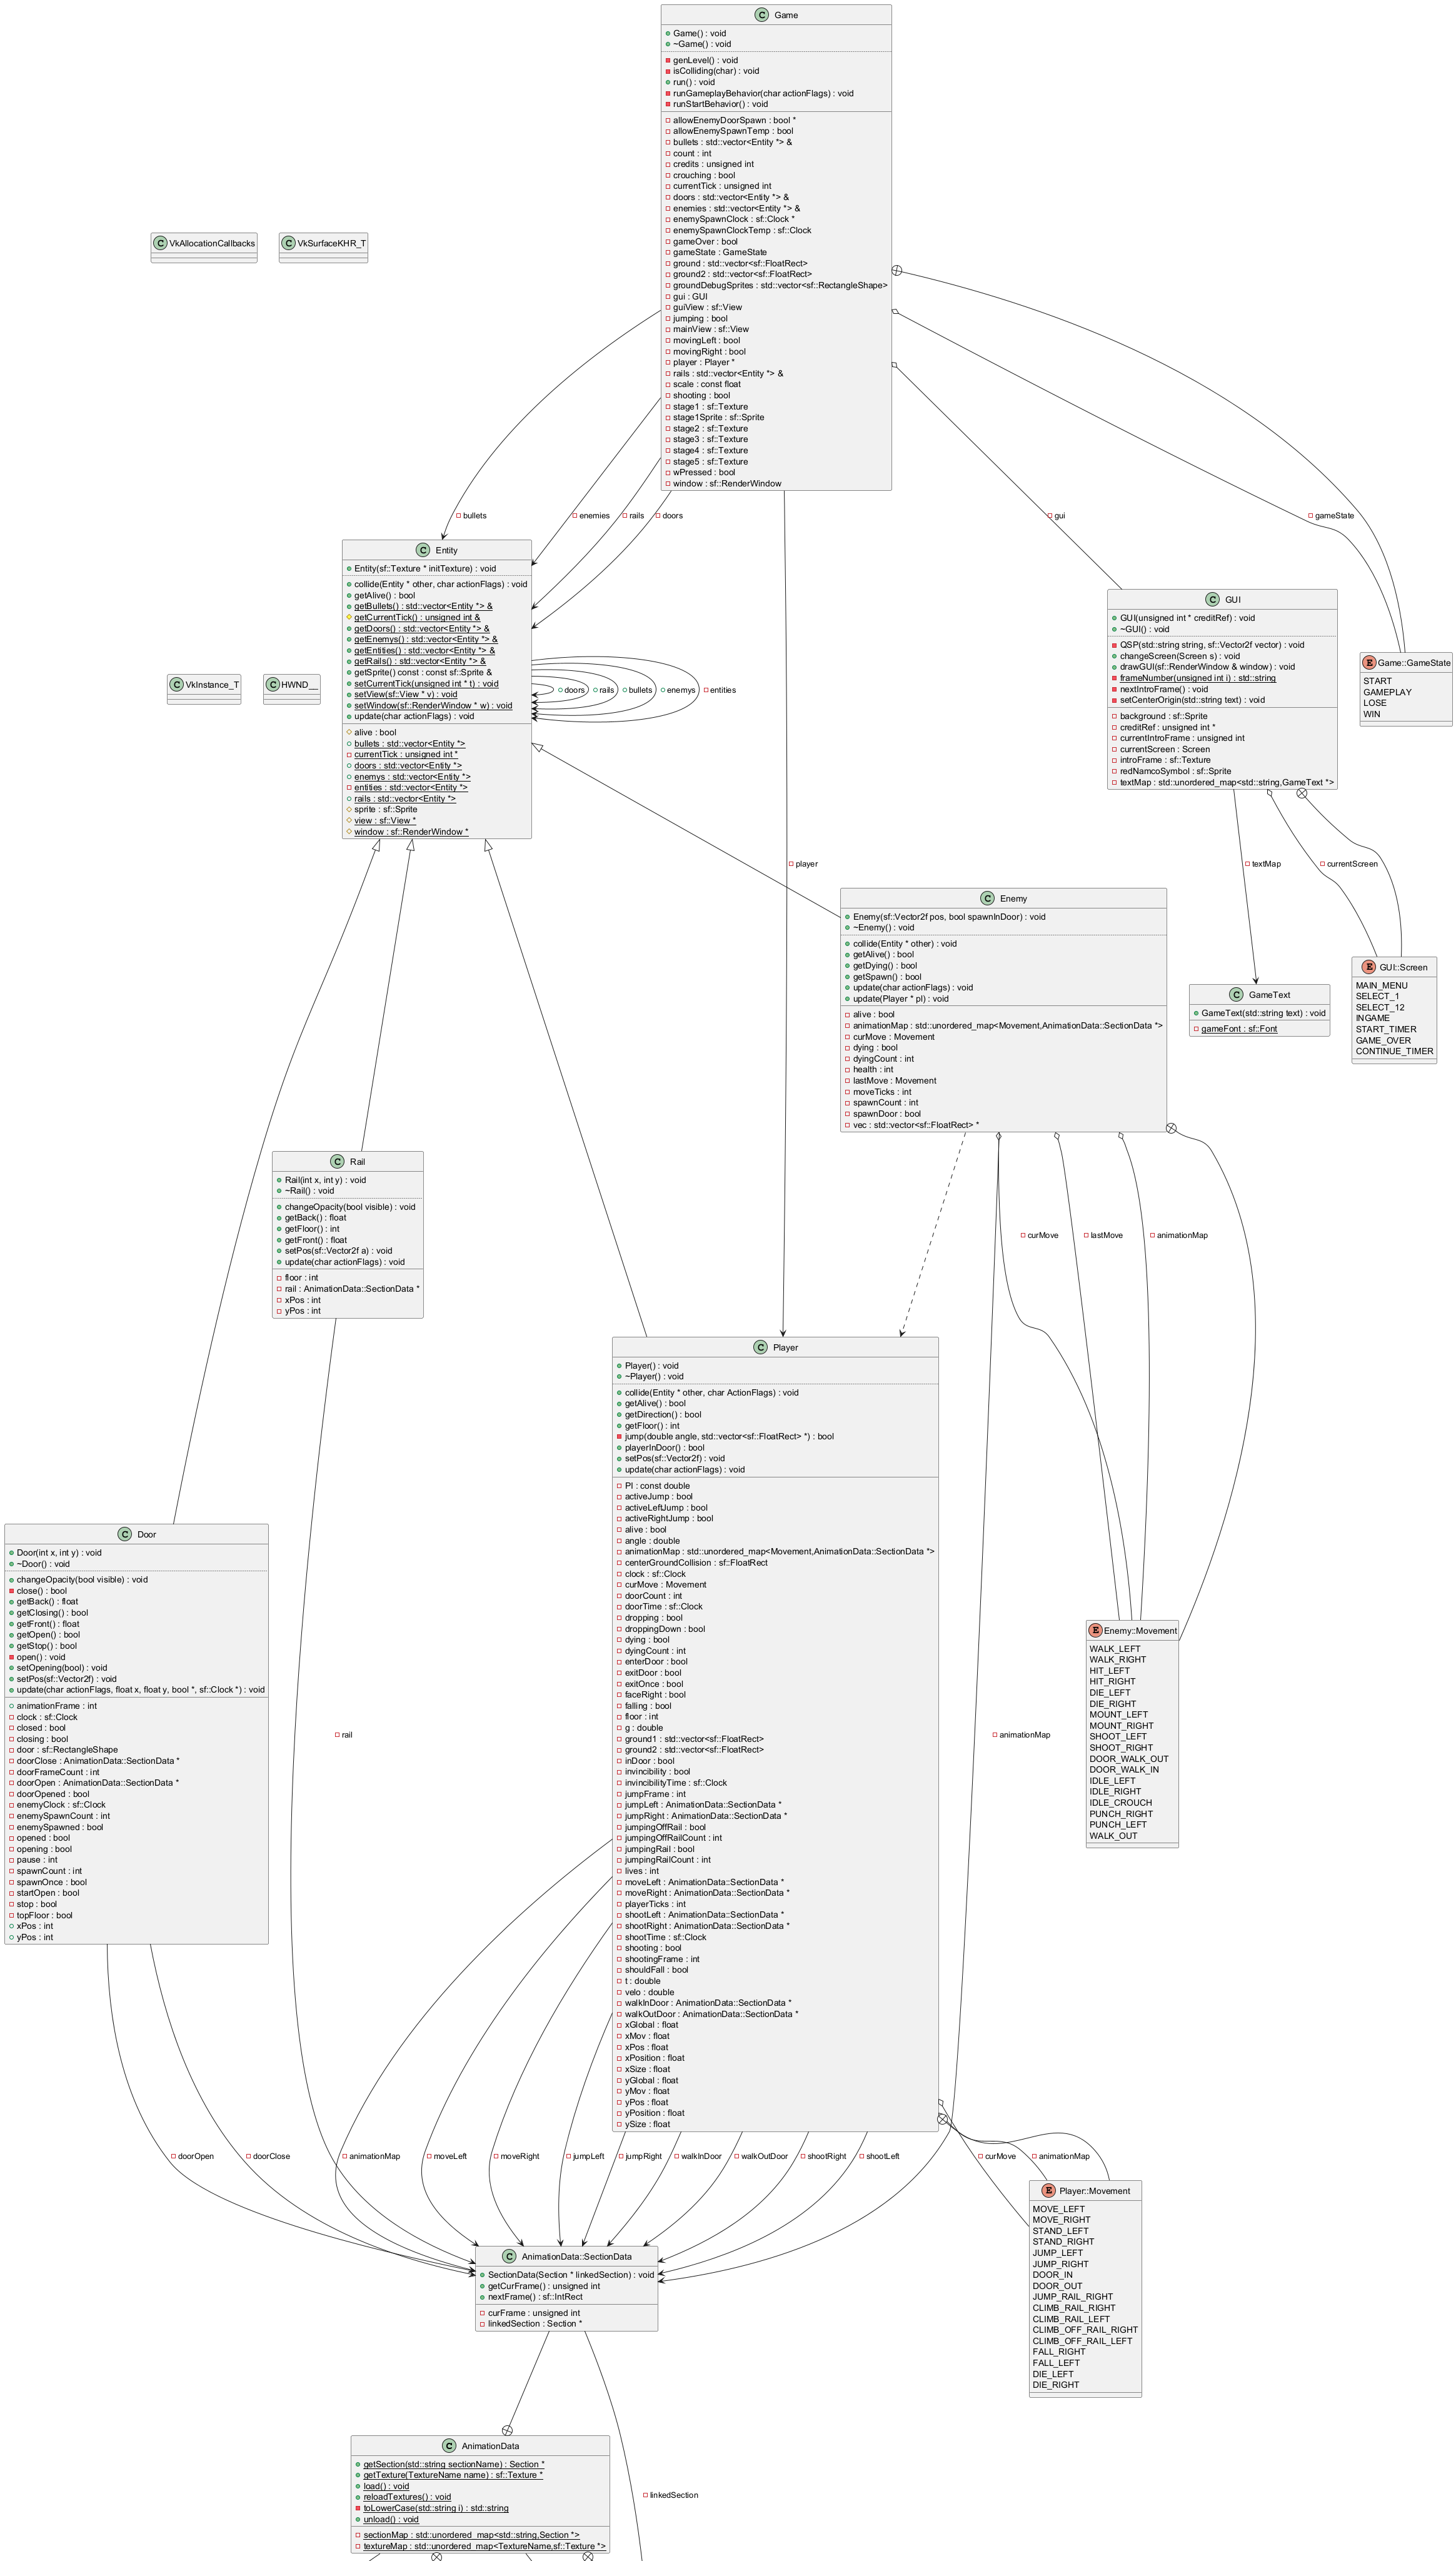 Game
Game() : void
~Game() : void
genLevel() : void
isColliding(char) : void
run() : void
runGameplayBehavior(char actionFlags) : void
runStartBehavior() : void
allowEnemyDoorSpawn : bool *
allowEnemySpawnTemp : bool
bullets : std::vector<Entity *> &
count : int
credits : unsigned int
crouching : bool
currentTick : unsigned int
doors : std::vector<Entity *> &
enemies : std::vector<Entity *> &
enemySpawnClock : sf::Clock *
enemySpawnClockTemp : sf::Clock
gameOver : bool
gameState : GameState
ground : std::vector<sf::FloatRect>
ground2 : std::vector<sf::FloatRect>
groundDebugSprites : std::vector<sf::RectangleShape>
gui : GUI
guiView : sf::View
jumping : bool
mainView : sf::View
movingLeft : bool
movingRight : bool
player : Player *
rails : std::vector<Entity *> &
scale : const float
shooting : bool
stage1 : sf::Texture
stage1Sprite : sf::Sprite
stage2 : sf::Texture
stage3 : sf::Texture
stage4 : sf::Texture
stage5 : sf::Texture
wPressed : bool
window : sf::RenderWindow
VkAllocationCallbacks
VkSurfaceKHR_T
VkInstance_T
HWND__
bullets
enemies
rails
doors
gui
gameState
Entity
Entity(sf::Texture * initTexture) : void
collide(Entity * other, char actionFlags) : void
getAlive() : bool
getBullets() : std::vector<Entity *> &
getCurrentTick() : unsigned int &
getDoors() : std::vector<Entity *> &
getEnemys() : std::vector<Entity *> &
getEntities() : std::vector<Entity *> &
getRails() : std::vector<Entity *> &
getSprite() const : const sf::Sprite &
setCurrentTick(unsigned int * t) : void
setView(sf::View * v) : void
setWindow(sf::RenderWindow * w) : void
update(char actionFlags) : void
alive : bool
bullets : std::vector<Entity *>
currentTick : unsigned int *
doors : std::vector<Entity *>
enemys : std::vector<Entity *>
entities : std::vector<Entity *>
rails : std::vector<Entity *>
sprite : sf::Sprite
view : sf::View *
window : sf::RenderWindow *
doors
rails
bullets
enemys
entities
GUI
GUI(unsigned int * creditRef) : void
~GUI() : void
QSP(std::string string, sf::Vector2f vector) : void
changeScreen(Screen s) : void
drawGUI(sf::RenderWindow & window) : void
frameNumber(unsigned int i) : std::string
nextIntroFrame() : void
setCenterOrigin(std::string text) : void
background : sf::Sprite
creditRef : unsigned int *
currentIntroFrame : unsigned int
currentScreen : Screen
introFrame : sf::Texture
redNamcoSymbol : sf::Sprite
textMap : std::unordered_map<std::string,GameText *>
Game::GameState
START
GAMEPLAY
LOSE
WIN
player
textMap
currentScreen
Enemy
Enemy(sf::Vector2f pos, bool spawnInDoor) : void
~Enemy() : void
collide(Entity * other) : void
getAlive() : bool
getDying() : bool
getSpawn() : bool
update(char actionFlags) : void
update(Player * pl) : void
alive : bool
animationMap : std::unordered_map<Movement,AnimationData::SectionData *>
curMove : Movement
dying : bool
dyingCount : int
health : int
lastMove : Movement
moveTicks : int
spawnCount : int
spawnDoor : bool
vec : std::vector<sf::FloatRect> *
GameText
GameText(std::string text) : void
gameFont : sf::Font
GUI::Screen
MAIN_MENU
SELECT_1
SELECT_12
INGAME
START_TIMER
GAME_OVER
CONTINUE_TIMER
Rail
Rail(int x, int y) : void
~Rail() : void
changeOpacity(bool visible) : void
getBack() : float
getFloor() : int
getFront() : float
setPos(sf::Vector2f a) : void
update(char actionFlags) : void
floor : int
rail : AnimationData::SectionData *
xPos : int
yPos : int
curMove
lastMove
animationMap
Player
Player() : void
~Player() : void
collide(Entity * other, char ActionFlags) : void
getAlive() : bool
getDirection() : bool
getFloor() : int
jump(double angle, std::vector<sf::FloatRect> *) : bool
playerInDoor() : bool
setPos(sf::Vector2f) : void
update(char actionFlags) : void
PI : const double
activeJump : bool
activeLeftJump : bool
activeRightJump : bool
alive : bool
angle : double
animationMap : std::unordered_map<Movement,AnimationData::SectionData *>
centerGroundCollision : sf::FloatRect
clock : sf::Clock
curMove : Movement
doorCount : int
doorTime : sf::Clock
dropping : bool
droppingDown : bool
dying : bool
dyingCount : int
enterDoor : bool
exitDoor : bool
exitOnce : bool
faceRight : bool
falling : bool
floor : int
g : double
ground1 : std::vector<sf::FloatRect>
ground2 : std::vector<sf::FloatRect>
inDoor : bool
invincibility : bool
invincibilityTime : sf::Clock
jumpFrame : int
jumpLeft : AnimationData::SectionData *
jumpRight : AnimationData::SectionData *
jumpingOffRail : bool
jumpingOffRailCount : int
jumpingRail : bool
jumpingRailCount : int
lives : int
moveLeft : AnimationData::SectionData *
moveRight : AnimationData::SectionData *
playerTicks : int
shootLeft : AnimationData::SectionData *
shootRight : AnimationData::SectionData *
shootTime : sf::Clock
shooting : bool
shootingFrame : int
shouldFall : bool
t : double
velo : double
walkInDoor : AnimationData::SectionData *
walkOutDoor : AnimationData::SectionData *
xGlobal : float
xMov : float
xPos : float
xPosition : float
xSize : float
yGlobal : float
yMov : float
yPos : float
yPosition : float
ySize : float
Door
Door(int x, int y) : void
~Door() : void
changeOpacity(bool visible) : void
close() : bool
getBack() : float
getClosing() : bool
getFront() : float
getOpen() : bool
getStop() : bool
open() : void
setOpening(bool) : void
setPos(sf::Vector2f) : void
update(char actionFlags, float x, float y, bool *, sf::Clock *) : void
animationFrame : int
clock : sf::Clock
closed : bool
closing : bool
door : sf::RectangleShape
doorClose : AnimationData::SectionData *
doorFrameCount : int
doorOpen : AnimationData::SectionData *
doorOpened : bool
enemyClock : sf::Clock
enemySpawnCount : int
enemySpawned : bool
opened : bool
opening : bool
pause : int
spawnCount : int
spawnOnce : bool
startOpen : bool
stop : bool
topFloor : bool
xPos : int
yPos : int
Enemy::Movement
WALK_LEFT
WALK_RIGHT
HIT_LEFT
HIT_RIGHT
DIE_LEFT
DIE_RIGHT
MOUNT_LEFT
MOUNT_RIGHT
SHOOT_LEFT
SHOOT_RIGHT
DOOR_WALK_OUT
DOOR_WALK_IN
IDLE_LEFT
IDLE_RIGHT
IDLE_CROUCH
PUNCH_RIGHT
PUNCH_LEFT
WALK_OUT
rail
animationMap
doorOpen
doorClose
animationMap
moveLeft
moveRight
jumpLeft
jumpRight
walkInDoor
walkOutDoor
shootRight
shootLeft
curMove
animationMap
Player::Movement
MOVE_LEFT
MOVE_RIGHT
STAND_LEFT
STAND_RIGHT
JUMP_LEFT
JUMP_RIGHT
DOOR_IN
DOOR_OUT
JUMP_RAIL_RIGHT
CLIMB_RAIL_RIGHT
CLIMB_RAIL_LEFT
CLIMB_OFF_RAIL_RIGHT
CLIMB_OFF_RAIL_LEFT
FALL_RIGHT
FALL_LEFT
DIE_LEFT
DIE_RIGHT
AnimationData::SectionData
SectionData(Section * linkedSection) : void
getCurFrame() : unsigned int
nextFrame() : sf::IntRect
curFrame : unsigned int
linkedSection : Section *
linkedSection
AnimationData
getSection(std::string sectionName) : Section *
getTexture(TextureName name) : sf::Texture *
load() : void
reloadTextures() : void
toLowerCase(std::string i) : std::string
unload() : void
sectionMap : std::unordered_map<std::string,Section *>
textureMap : std::unordered_map<TextureName,sf::Texture *>